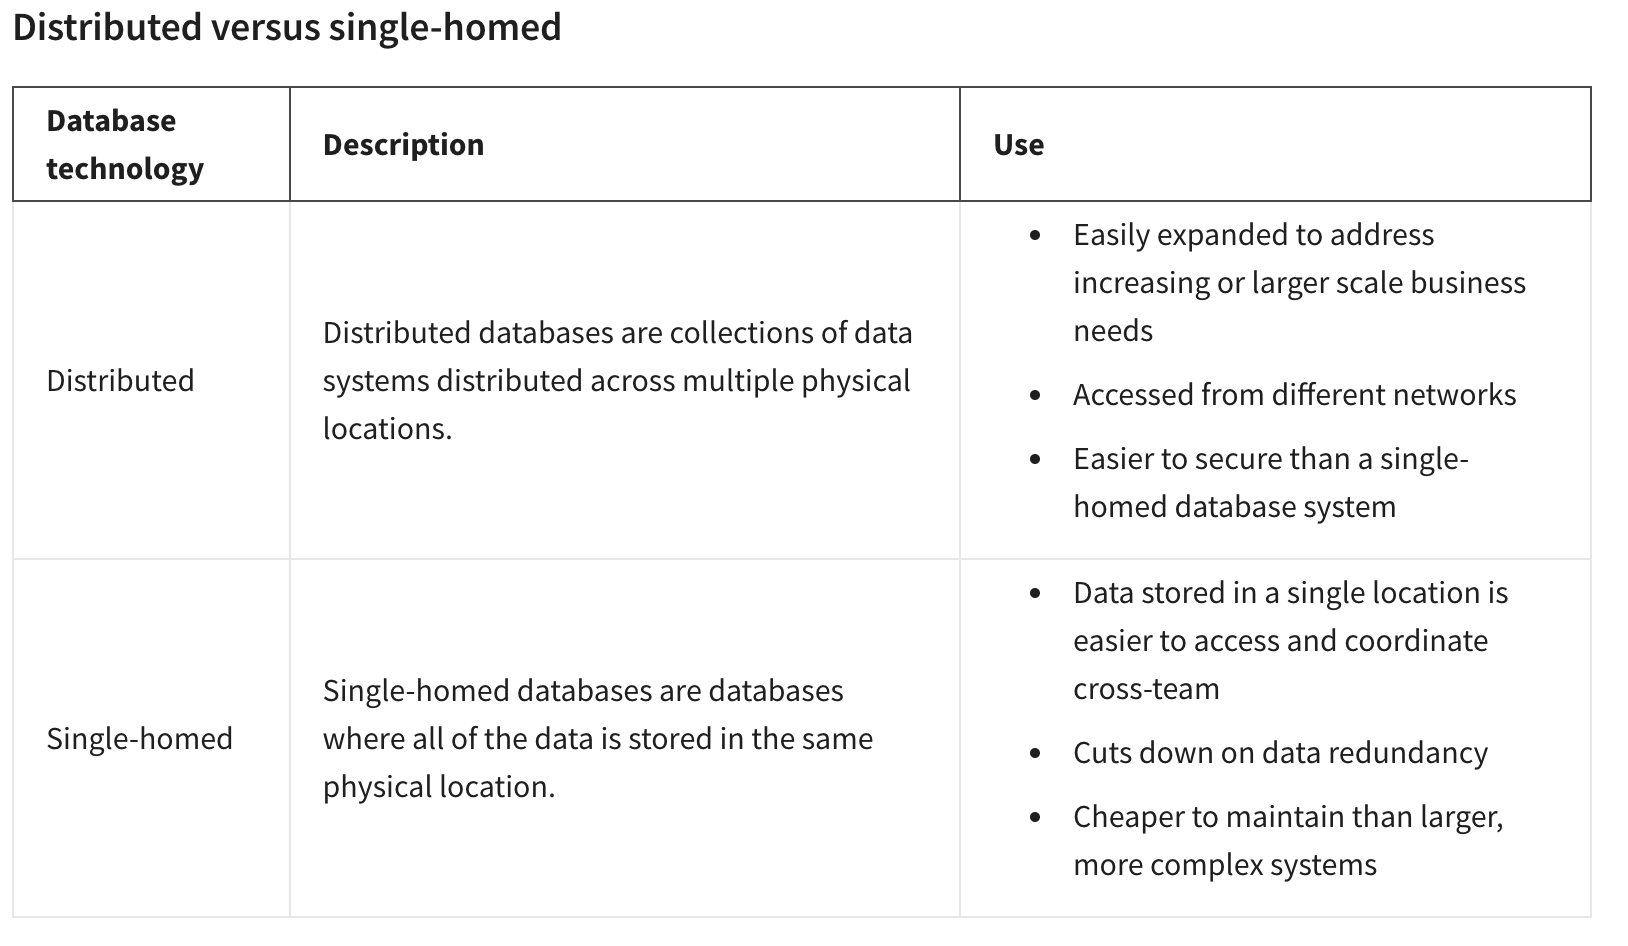 Distributed versus single-homed
Database
technology
Description
Use
Distributed
Distributed databases are collections of data
systems distributed across multiple physical
locations.
• Easily expanded to address
increasing or larger scale business
needs
• Accessed from different networks
• Easier to secure than a single-
homed database system
Single-homed
Single-homed databases are databases
where all of the data is stored in the same
physical location.
• Data stored in a single location is
easier to access and coordinate
cross-team
• Cuts down on data redundancy
• Cheaper to maintain than larger,
more complex systems